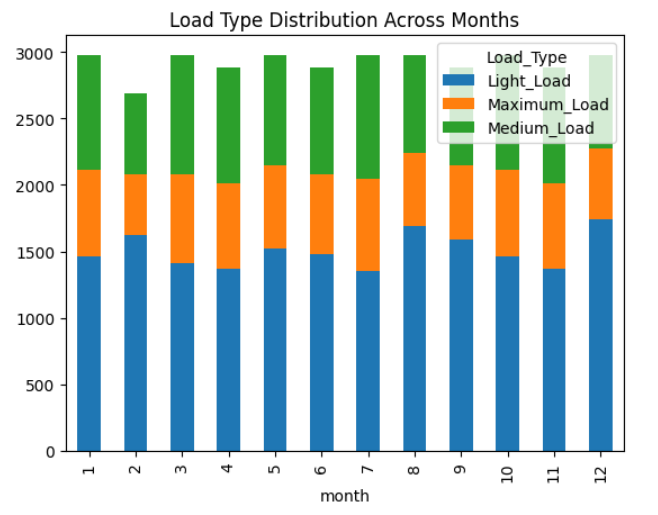 Load Type Distribution Across Months
3000
2500
2000
1500
1000
500
0
Load_Type
Light_Load
Maximum_Load
Medium_Load
1 2 3 4 5 6 7 8 9 10 11 12
month